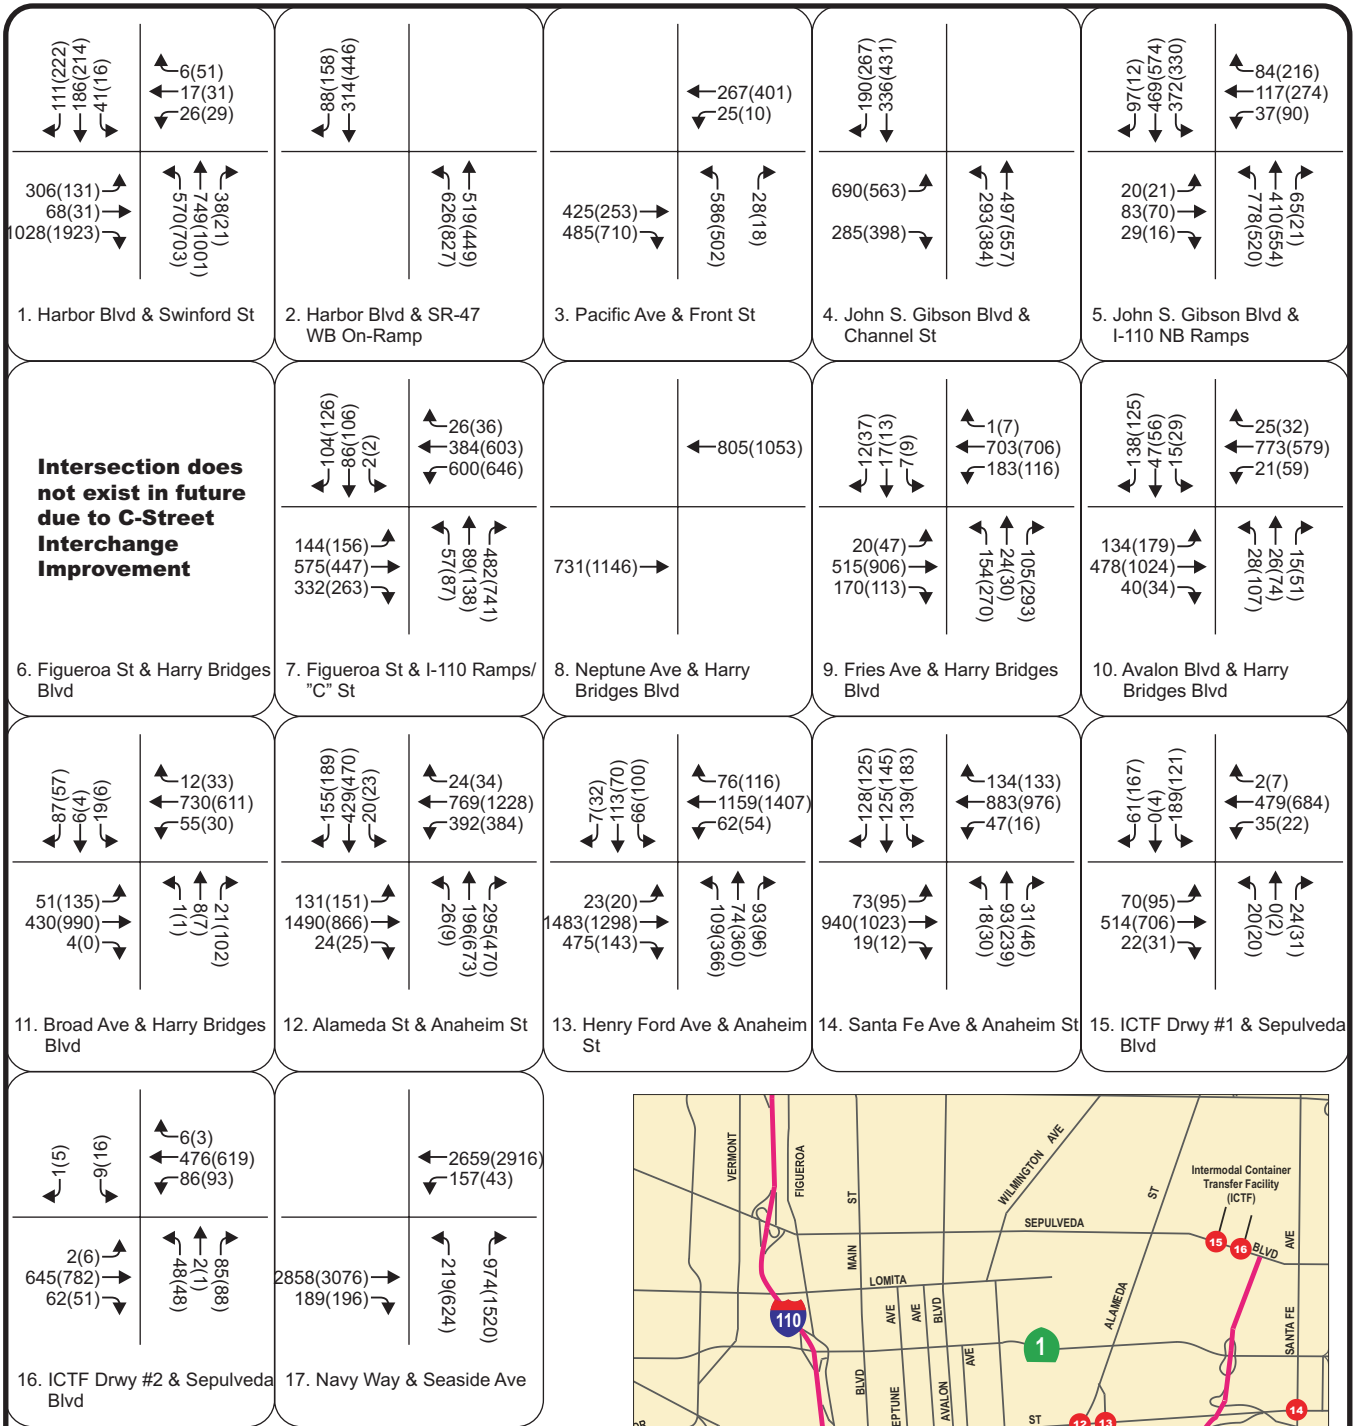 111(222)
186(214)
41(16)
6(51)
17(31)
26(29)
306(131)
68(31)
1028(1923)
570(703)
749(1001)
38(21)
1. Harbor Blvd & Swinford St
88(158)
314(446)
626(827)
519(449)
2. Harbor Blvd & SR-47
WB On-Ramp
267(401)
25(10)
425(253)
485(710)
586(502)
28(18)
3. Pacific Ave & Front St
190(267)
336(431)
690(563)
285(398)
293(384)
497(557)
4. John S. Gibson Blvd &
Channel St
97(12)
469(574)
372(330)
84(216)
117(274)
37(90)
20(21)
83(70)
29(16)
778(520)
410(554)
65(21)
5. John S. Gibson Blvd &
I-110 NB Ramps
Intersection does
not exist in future
due to C-Street
Interchange
Improvement
6. Figueroa St & Harry Bridges
Blvd
104(126)
86(106)
2(2)
26(36)
384(603)
600(646)
144(156)
575(447)
332(263)
57(87)
89(138)
482(741)
7. Figueroa St & I-110 Ramps/
"C" St
805(1053)
731(1146)
8. Neptune Ave & Harry
Bridges Blvd
12(37)
17(13)
7(9)
1(7)
703(706)
183(116)
20(47)
515(906)
170(113)
154(270)
24(30)
105(293)
9. Fries Ave & Harry Bridges
Blvd
138(125)
47(56)
15(29)
25(32)
773(579)
21(59)
134(179)
478(1024)
40(34)
28(107)
26(74)
15(51)
10. Avalon Blvd & Harry
Bridges Blvd
87(57)
6(4)
19(6)
12(33)
730(611)
55(30)
51(135)
430(990)
4(0)
1(1)
8(7)
21(102)
11. Broad Ave & Harry Bridges
Blvd
155(189)
429(470)
20(23)
24(34)
769(1228)
392(384)
131(151)
1490(866)
24(25)
26(9)
196(673)
295(470)
12. Alameda St & Anaheim St
7(32)
113(70)
66(100)
76(116)
1159(1407)
62(54)
23(20)
1483(1298)
475(143)
109(366)
74(360)
93(96)
13. Henry Ford Ave & Anaheim
St
128(125)
125(145)
139(183)
134(133)
883(976)
47(16)
73(95)
940(1023)
19(12)
18(30)
93(239)
31(46)
14. Santa Fe Ave & Anaheim St
61(167)
0(4)
189(121)
2(7)
479(684)
35(22)
70(95)
514(706)
22(31)
20(20)
0(2)
24(31)
15. ICTF Drwy #1 & Sepulveda
Blvd
1(5)
9(16)
6(3)
476(619)
86(93)
2(6)
645(782)
62(51)
48(48)
2(1)
85(88)
16. ICTF Drwy #2 & Sepulveda
Blvd
2659(2916)
157(43)
2858(3076)
189(196)
219(624)
974(1520)
17. Navy Way & Seaside Ave
VERMONT
FIGUEROA
MAIN ST
WILMINGTON AVE
ST
Intermodal Container
Transfer Facility
(ICTF)
SEPULVEDA
15
16
BLVD
AVE
LOMITA
110
AVE
AVE
BLVD
ALAMEDA
SANTA FE
1
AVE
BLVD
AVALON
ST
12
13
14